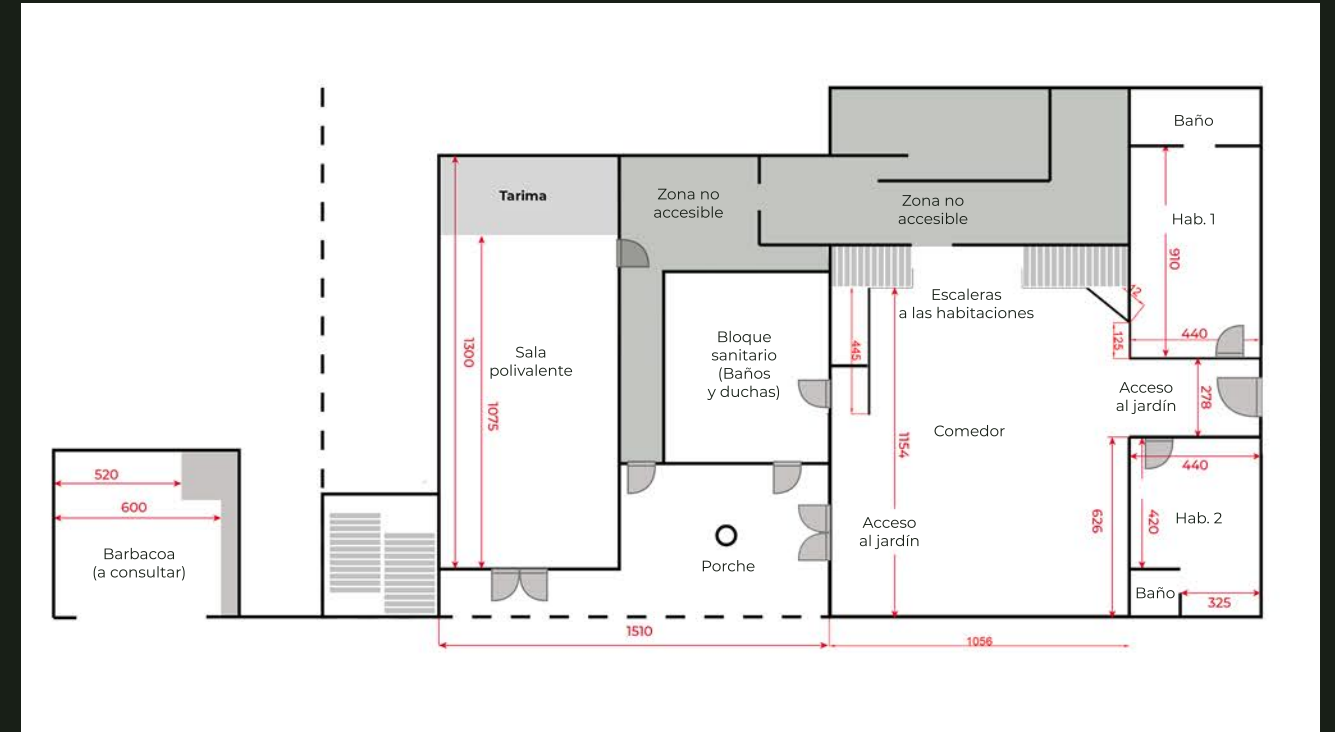 Baño
Tarima
Zona no
accesible
Zona no
accesible
Hab. 1
910
12
Escaleras
a las habitaciones
440
125
1300
Sala
polivalente
1075
Bloque
sanitario
(Baños
y duchas)
445
Acceso
al jardín
278
Comedor
1154
440
520
600
Barbacoa
(a consultar)
Acceso
al jardín
626
420
Hab. 2
Porche
Baño
325
1510
1056